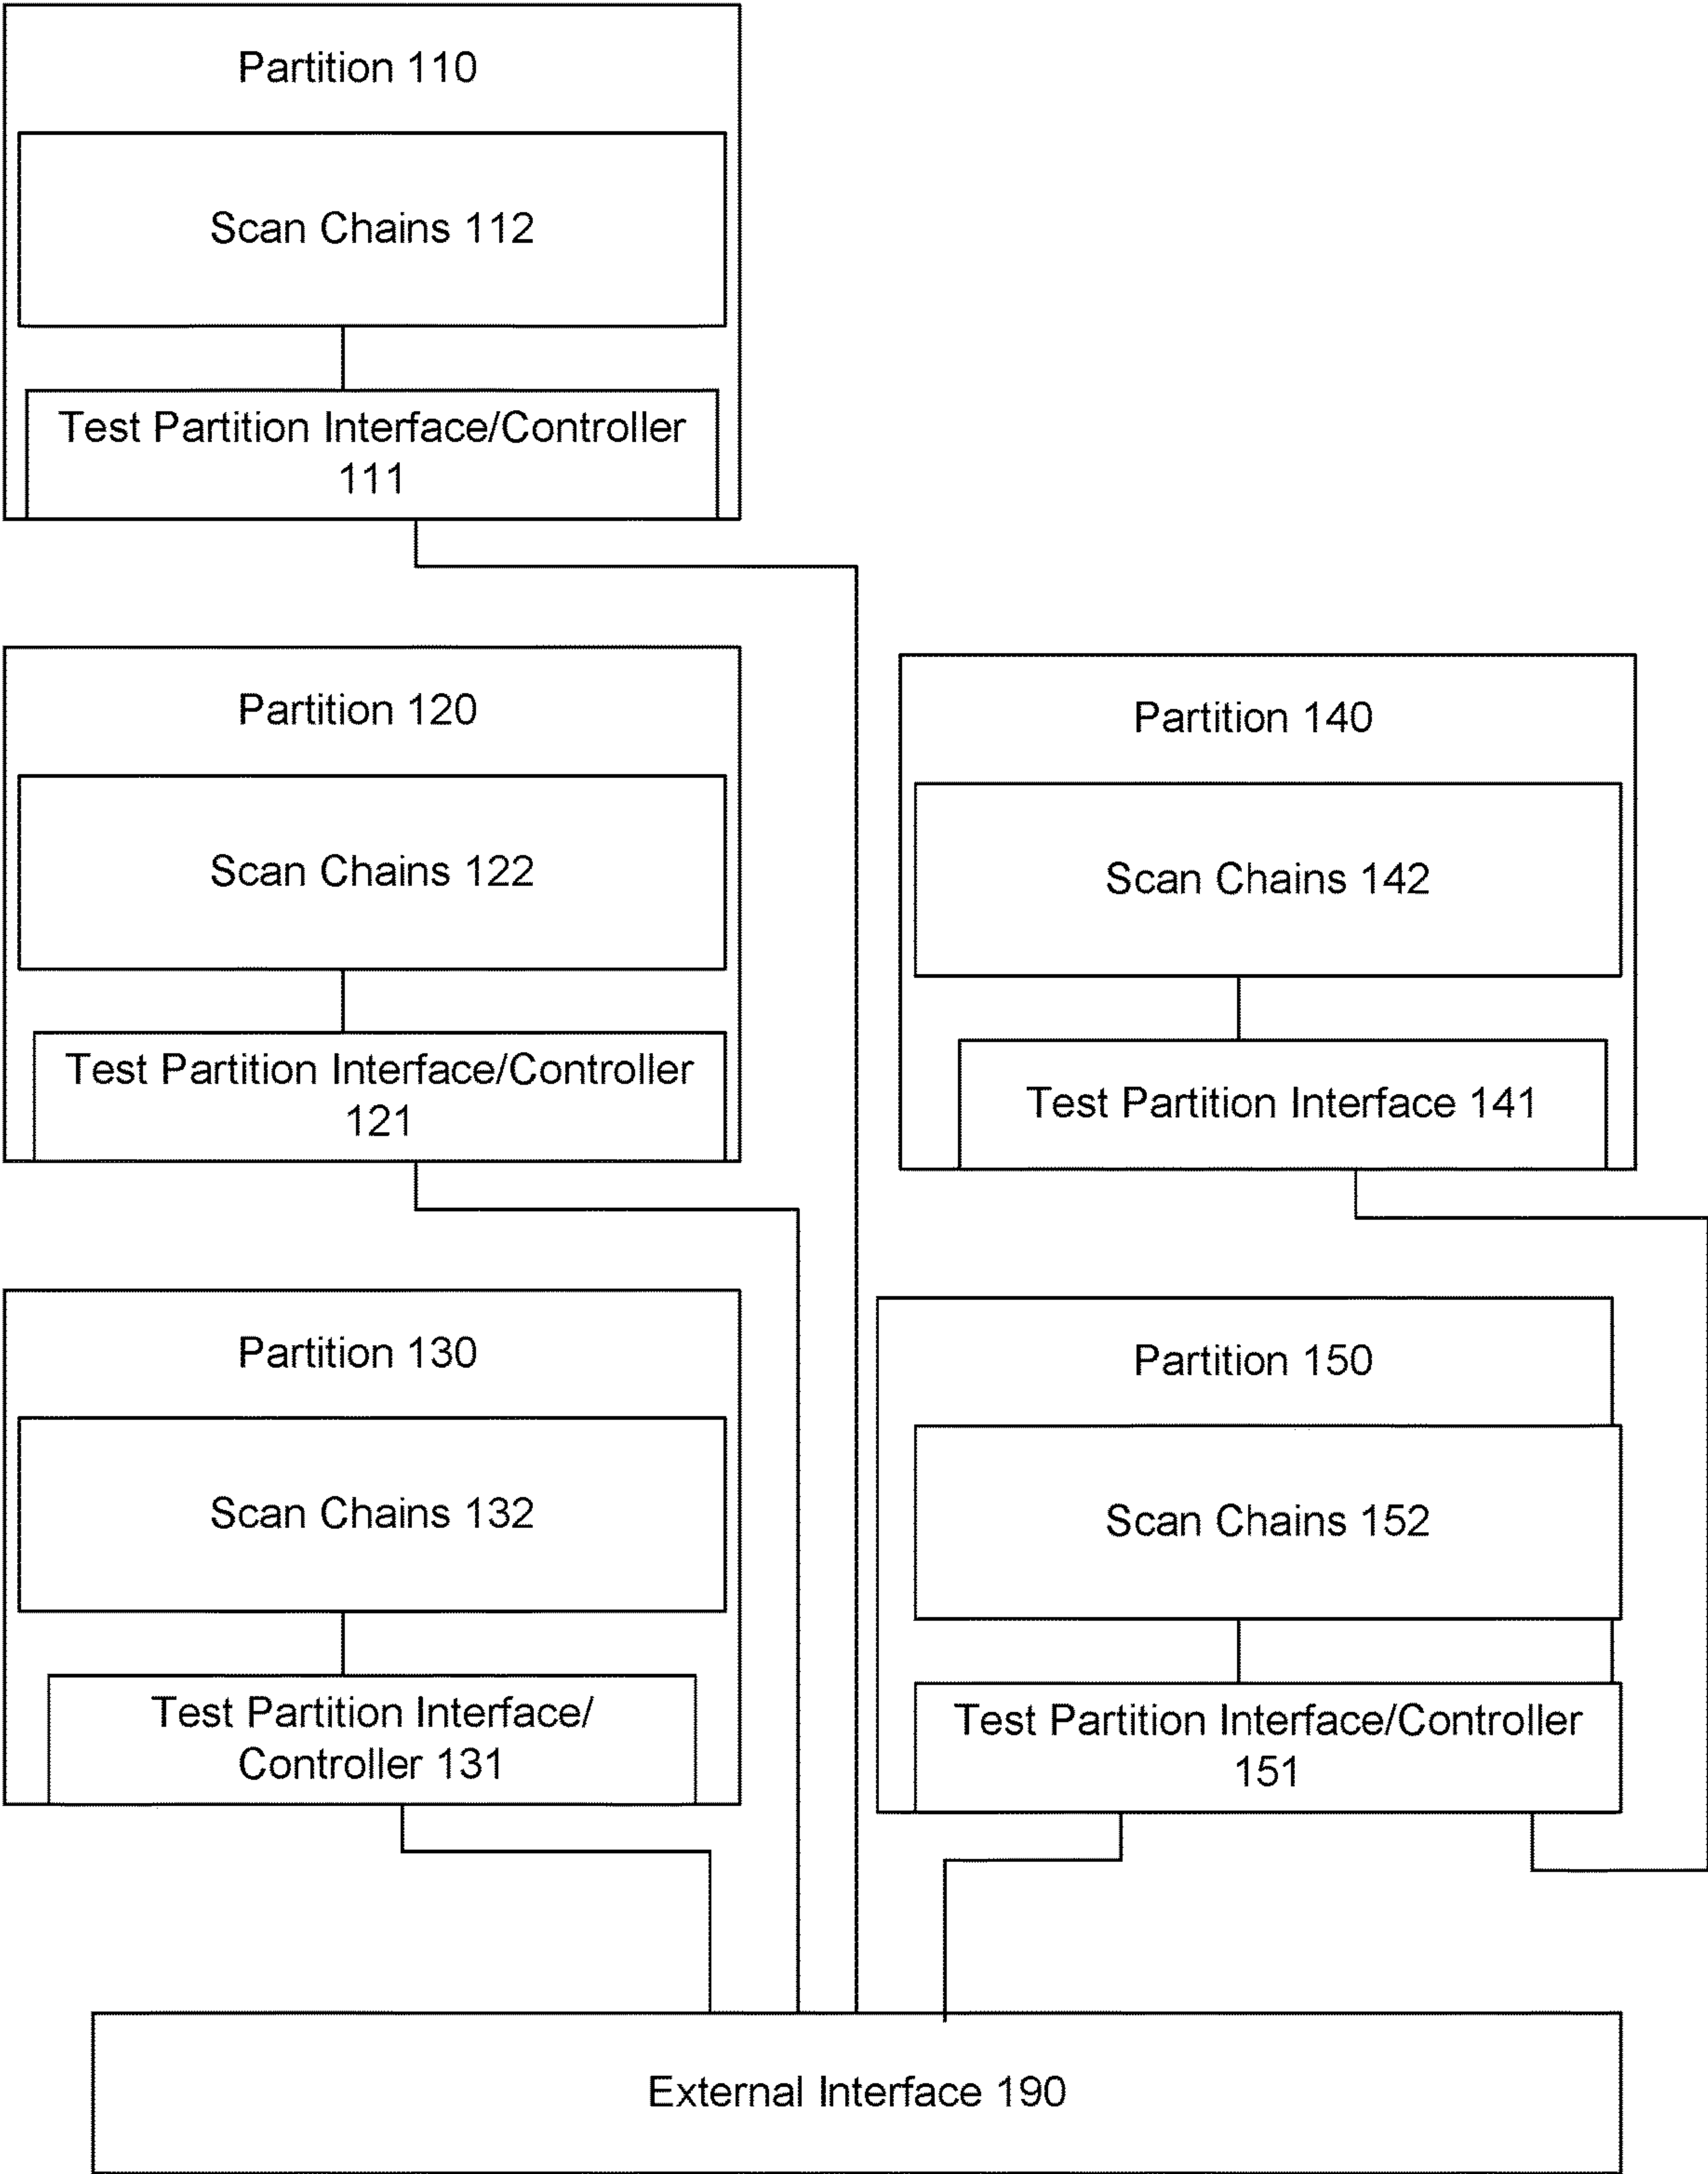 Partition 110
Scan Chains 112
Test Partition Interface/Controller
111
Partition 120
Scan Chains 122
Test Partition Interface/Controller
121
Partition 130
Scan Chains 132
Test Partition Interface/
Controller 131
Partition 140
Scan Chains 142
Test Partition Interface 141
Partition 150
Scan Chains 152
Test Partition Interface/Controller
151
External Interface 190